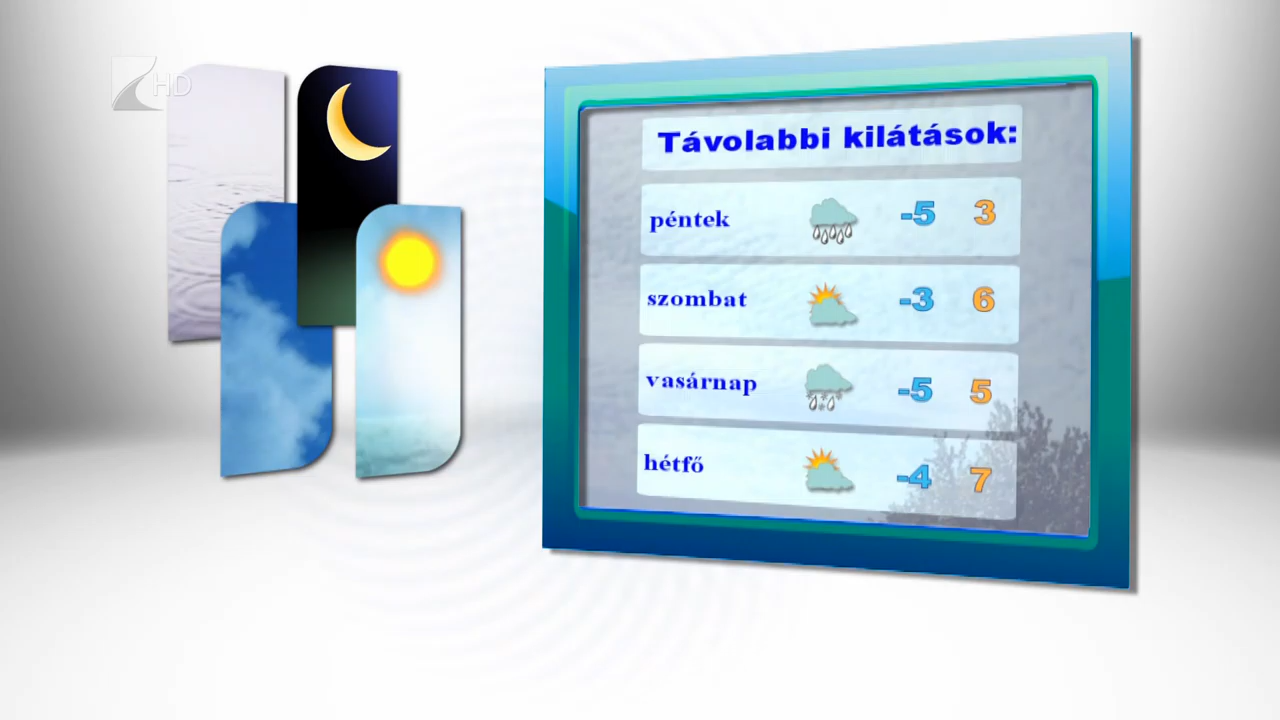 HD
Távolabbi kilátások:
péntek -5 3
szombat -3 6
vasárnap -5 5
hétfő -4 7